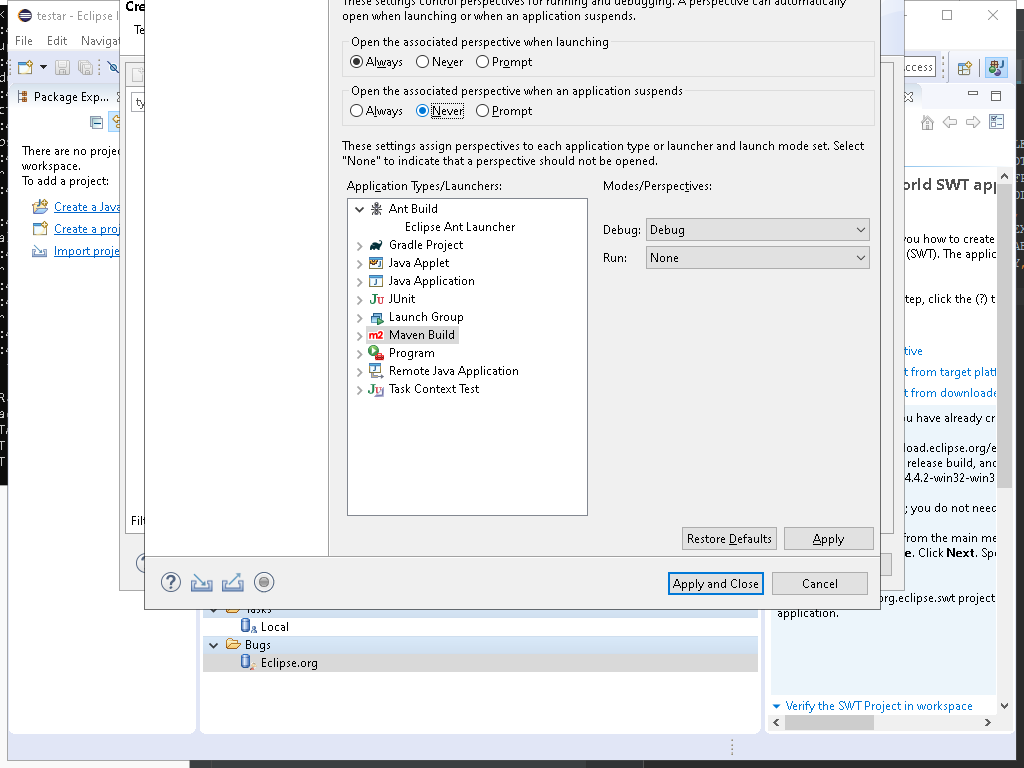 testar - Eclipse I
Cre
These settings control perspectives for running and debugging. A perspective can automatically
open when launching or when an application suspends.
File Edit Navigat
Te
Open the associated perspective when launching
Always Never Prompt
ccess
Package Exp...
Open the associated perspective when an application suspends
Always Never Prompt
ty
There are no proje
workspace.
To add a project:
These settings assign perspectives to each application type or launcher and launch mode set. Select
"None" to indicate that a perspective should not be opened.
Application Types/Launchers:
Modes/Perspectives:
orld SWT app
Create a Java
Create a proj
Import proje
Ant Build
Eclipse Ant Launcher
Gradle Project
Java Applet
Java Application
JUnit
Launch Group
Maven Build
Program
Remote Java Application
Task Context Test
Debug: Debug
Run: None
you how to create
(SWT). The applic
tep, click the (?) t
tive
t from target platf
t from downloade
ou have already cr
load.eclipse.org/e
release build, and
4.4.2-win32-win3
; you do not need
from the main me
e. Click Next. Spe
org.eclipse.swt project
application.
Filt
Restore Defaults
Apply
Apply and Close
Cancel
Tasks
Local
Bugs
Eclipse.org
Verify the SWT Project in workspace